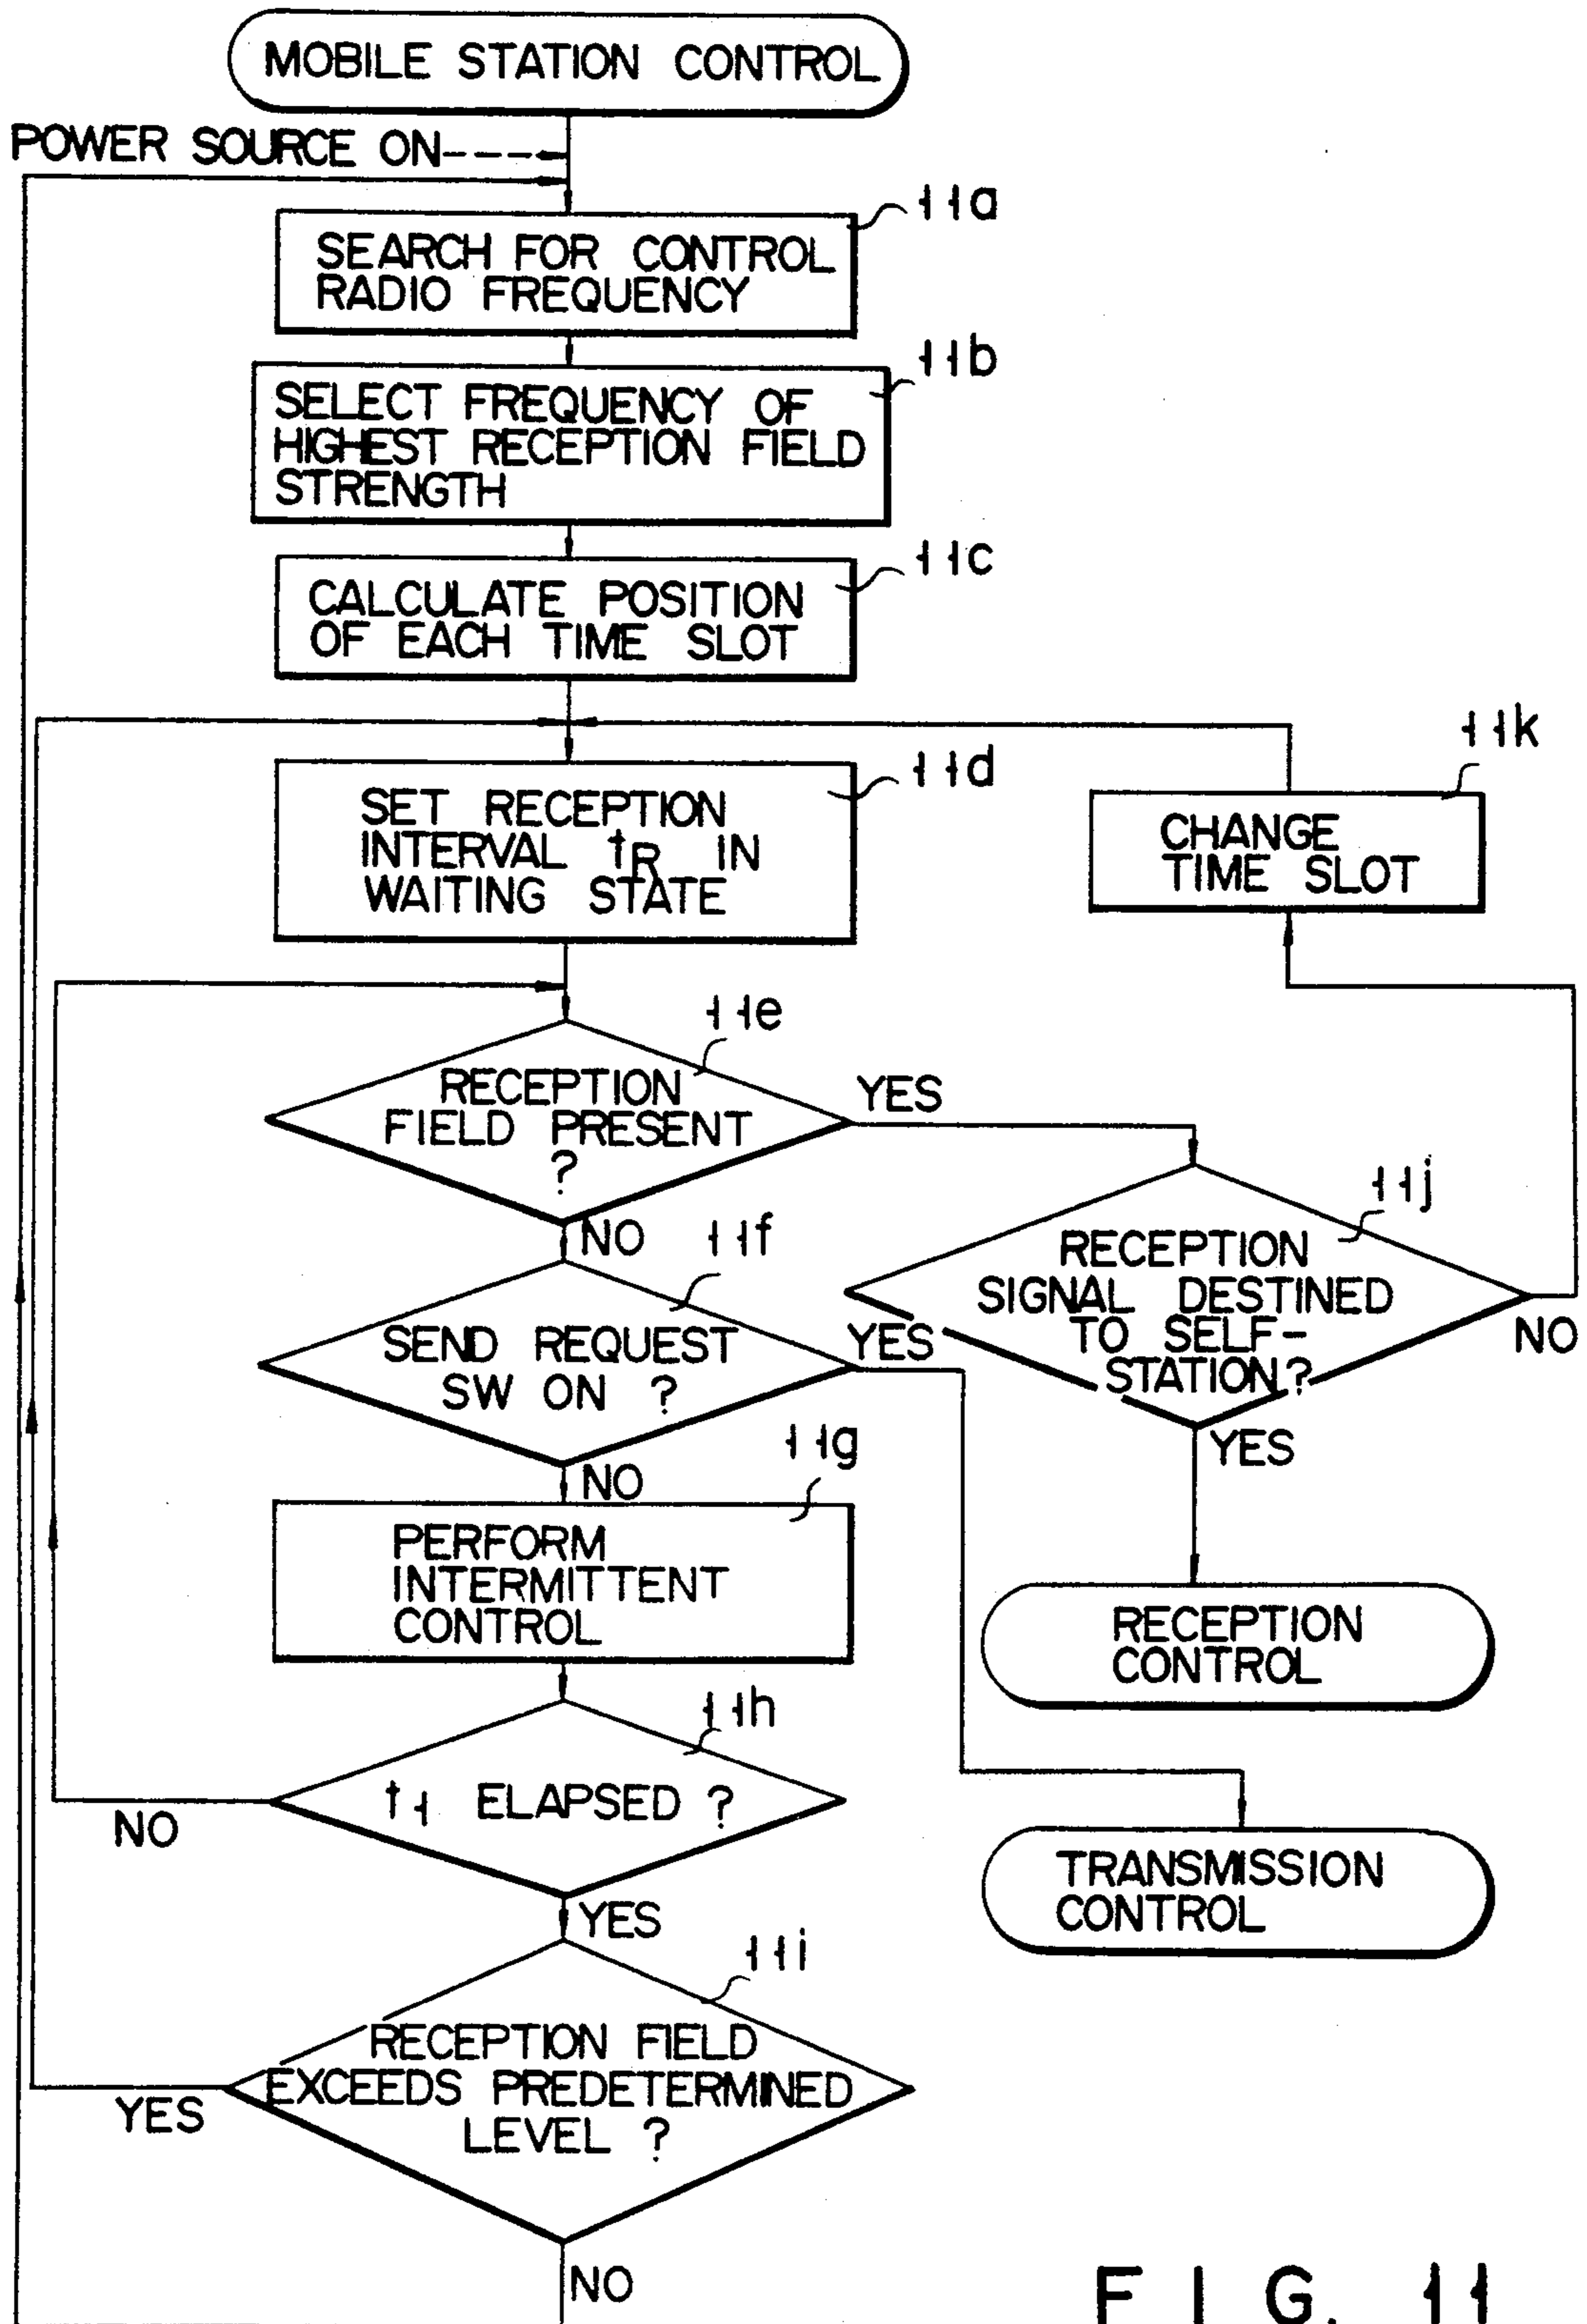 MOBILE STATION CONTROL
POWER SOURCE ON
11a
SEARCH FOR CONTROL
RADIO FREQUENCY
11b
SELECT FREQUENCY OF
HIGHEST RECEPTION FIELD
STRENGTH
11c
CALCULATE POSITION
OF EACH TIME SLOT
11d
SET RECEPTION
INTERVAL tR IN
WAITING STATE
11k
CHANGE
TIME SLOT
11e
RECEPTION
FIELD PRESENT
?
YES
NO
11j
RECEPTION
SIGNAL DESTINED
TO SELF-
STATION?
NO
YES
11f
SEND REQUEST
SW ON ?
YES
NO
11g
PERFORM
INTERMITTENT
CONTROL
RECEPTION
CONTROL
11h
t1 ELAPSED ?
NO
YES
TRANSMISSION
CONTROL
11i
RECEPTION FIELD
EXCEEDS PREDETERMINED
LEVEL ?
YES
NO
FIG. 11